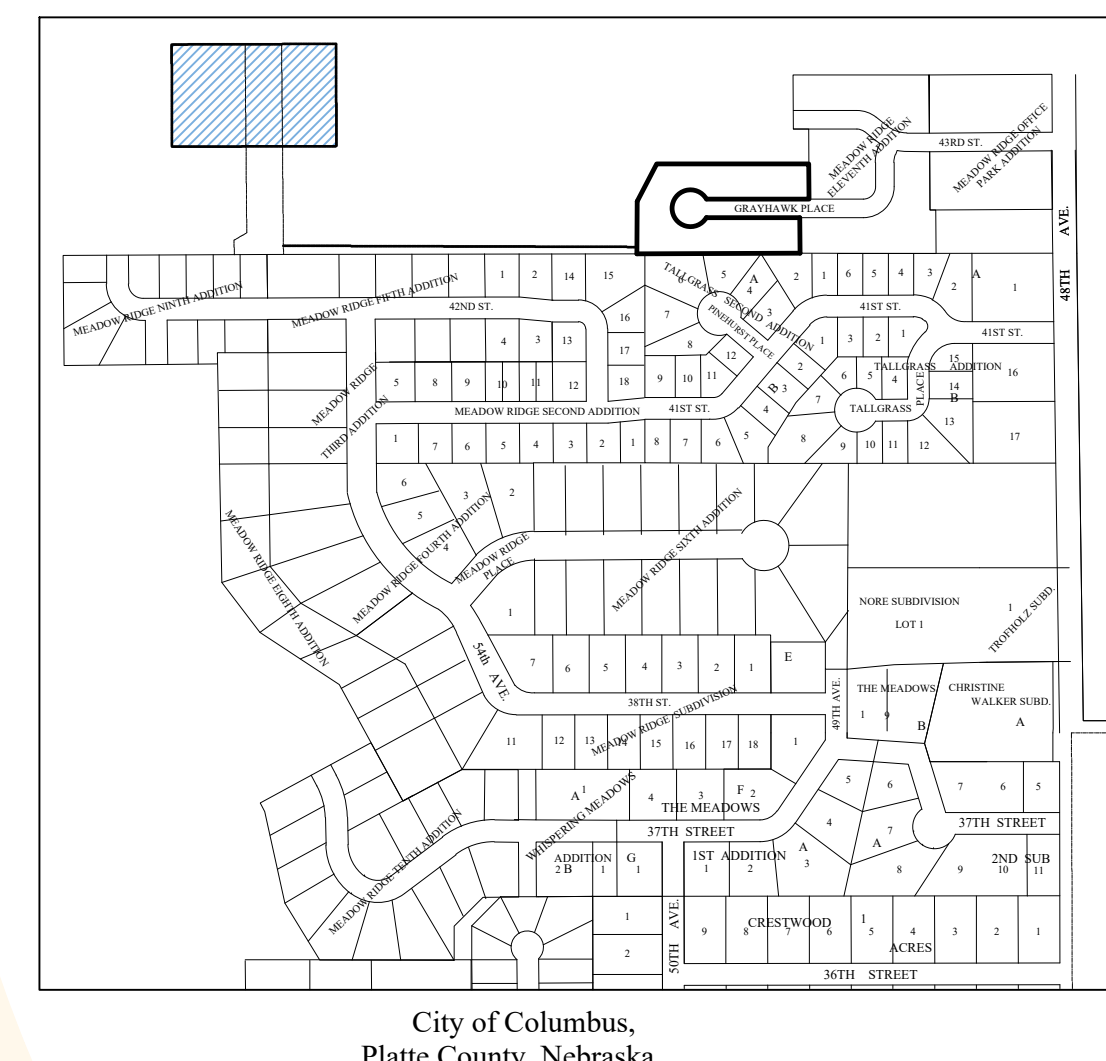 MEADOW RIDGE
ELEVENTH ADDITION
MEADOW RIDGE OFFICE
PARK ADDITION
43RD ST.
GRAYHAWK PLACE
48TH AVE.
MEADOW RIDGE NINTH ADDITION
MEADOW RIDGE FIFTH ADDITION
1 2 14 15
TALLGRASS SECOND ADDITION
6 5 A 4 3 2 1 6 5 4 3 2 A 1
42ND ST.
41ST ST.
16 7
PINEHURST PLACE
41ST ST.
4 3 13 17 8 12 1 3 2 1
15
TALLGRASS ADDITION
16
MEADOW RIDGE
THIRD ADDITION
5 8 9 10 11 12 18 9 10 11 2 B 3 6 5 4
PLACE
14
B
7
TALLGRASS
MEADOW RIDGE SECOND ADDITION
41ST ST.
4
13
1 7 6 5 4 3 2 1 8 7 6 5 8 9 10 11 12 17
6 3 2
5
4
MEADOW RIDGE FOURTH ADDITION
MEADOW RIDGE
PLACE
MEADOW RIDGE SIXTH ADDITION
MEADOW RIDGE EIGHTH ADDITION
NORE SUBDIVISION
LOT 1
1
TROFHOLZ SUBD.
1
54th AVE.
7 6 5 4 3 2 1 E
38TH ST.
MEADOW RIDGE SUBDIVISION
49TH AVE.
THE MEADOWS
1 9 B
CHRISTINE
WALKER SUBD.
A
11 12 13 14 15 16 17 18 1
5 6 7 6 5
A 1 4 3 F 2
THE MEADOWS
WHISPERING MEADOWS
37TH STREET
4 7
A
37TH STREET
MEADOW RIDGE TENTH ADDITION
ADDITION G
2 B 1 1
1ST ADDITION
1 2 A 3 8 9
2ND SUB
10 11
1
2
50TH AVE.
CRESTWOOD
1
9 8 7 6 5 4 3 2 1
ACRES
36TH STREET
City of Columbus,
Platte County, Nebraska